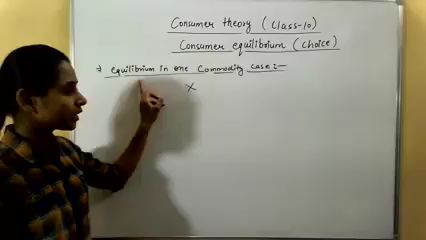 Consumer theory (Class-10)
Consumer equilibrium (choice)
→ equilibrium in one Commodity case:-
x